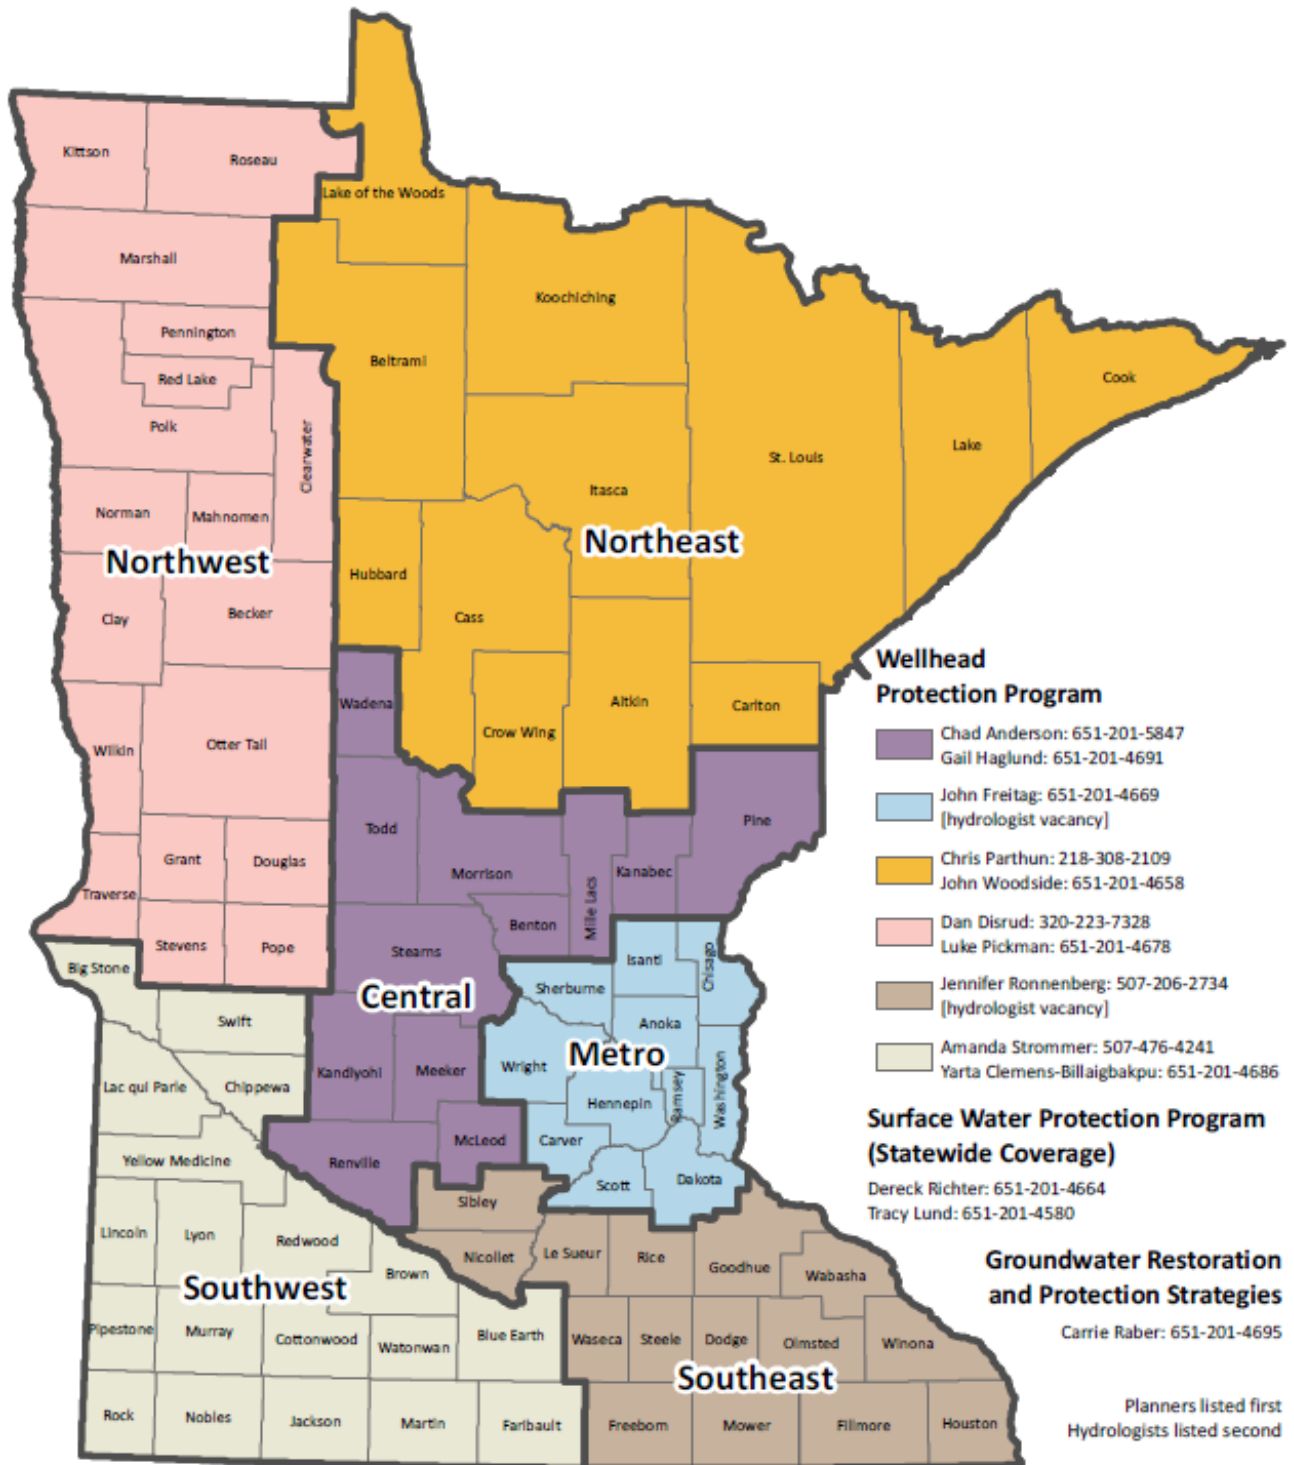 Kittson
Roseau
Lake of the Woods
Marshall
Koochiching
Pennington
Beltrami
Red Lake
Cook
Polk
Clearwater
Lake
St. Louis
Itasca
Norman
Mahnomen
Northeast
Northwest
Hubbard
Becker
Clay
Cass
Wadena
Aitkin
Carlton
Crow Wing
Otter Tail
Wilkin
Todd
Pine
Grant
Douglas
Morrison
Kanabec
Traverse
Mille Lacs
Benton
Stevens
Pope
Stearns
Isanti
Chisago
Big Stone
Central
Sherburne
Swift
Anoka
Metro
Wright
Kandiyohi
Meeker
Lac qui Parle
Chippewa
Hennepin
Ramsey
Washington
Carver
McLeod
Yellow Medicine
Renville
Scott
Dakota
Sibley
Lincoln
Lyon
Redwood
Nicollet
Le Sueur
Rice
Goodhue
Brown
Wabasha
Southwest
Pipestone
Murray
Cottonwood
Watonwan
Blue Earth
Waseca
Steele
Dodge
Olmsted
Winona
Southeast
Rock
Nobles
Jackson
Martin
Faribault
Freeborn
Mower
Fillmore
Houston
Wellhead
Protection Program
Chad Anderson: 651-201-5847
Gail Haglund: 651-201-4691
John Freitag: 651-201-4669
[hydrologist vacancy]
Chris Parthun: 218-308-2109
John Woodside: 651-201-4658
Dan Disrud: 320-223-7328
Luke Pickman: 651-201-4678
Jennifer Ronnenberg: 507-206-2734
[hydrologist vacancy]
Amanda Strommer: 507-476-4241
Yarta Clemens-Billaigbakpu: 651-201-4686
Surface Water Protection Program
(Statewide Coverage)
Dereck Richter: 651-201-4664
Tracy Lund: 651-201-4580
Groundwater Restoration
and Protection Strategies
Carrie Raber: 651-201-4695
Planners listed first
Hydrologists listed second